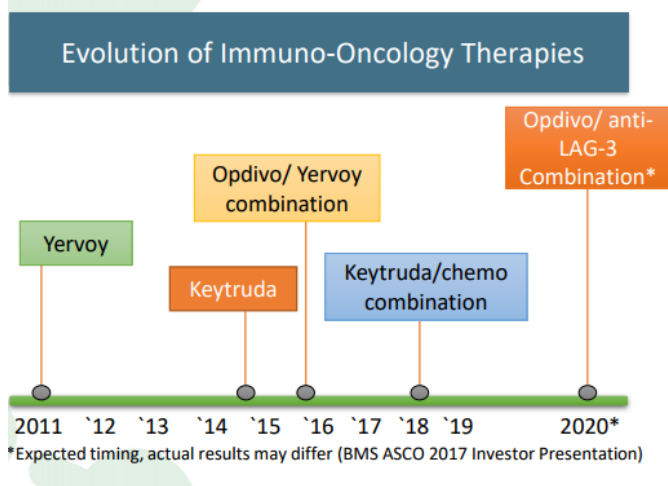 Evolution of Immuno-Oncology Therapies
Opdivo/ anti-
LAG-3
Combination*
Opdivo/ Yervoy
combination
Yervoy
Keytruda
Keytruda/chemo
combination
2011 `12 `13 `14 `15 `16 `17 `18 `19 2020*
*Expected timing, actual results may differ (BMS ASCO 2017 Investor Presentation)